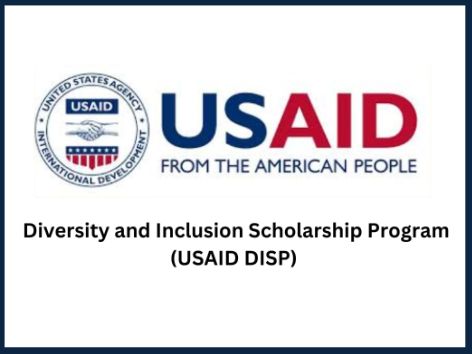 UNITED STATES AGENCY
USAID
INTERNATIONAL DEVELOPMENT
USAID
FROM THE AMERICAN PEOPLE
Diversity and Inclusion Scholarship Program
(USAID DISP)